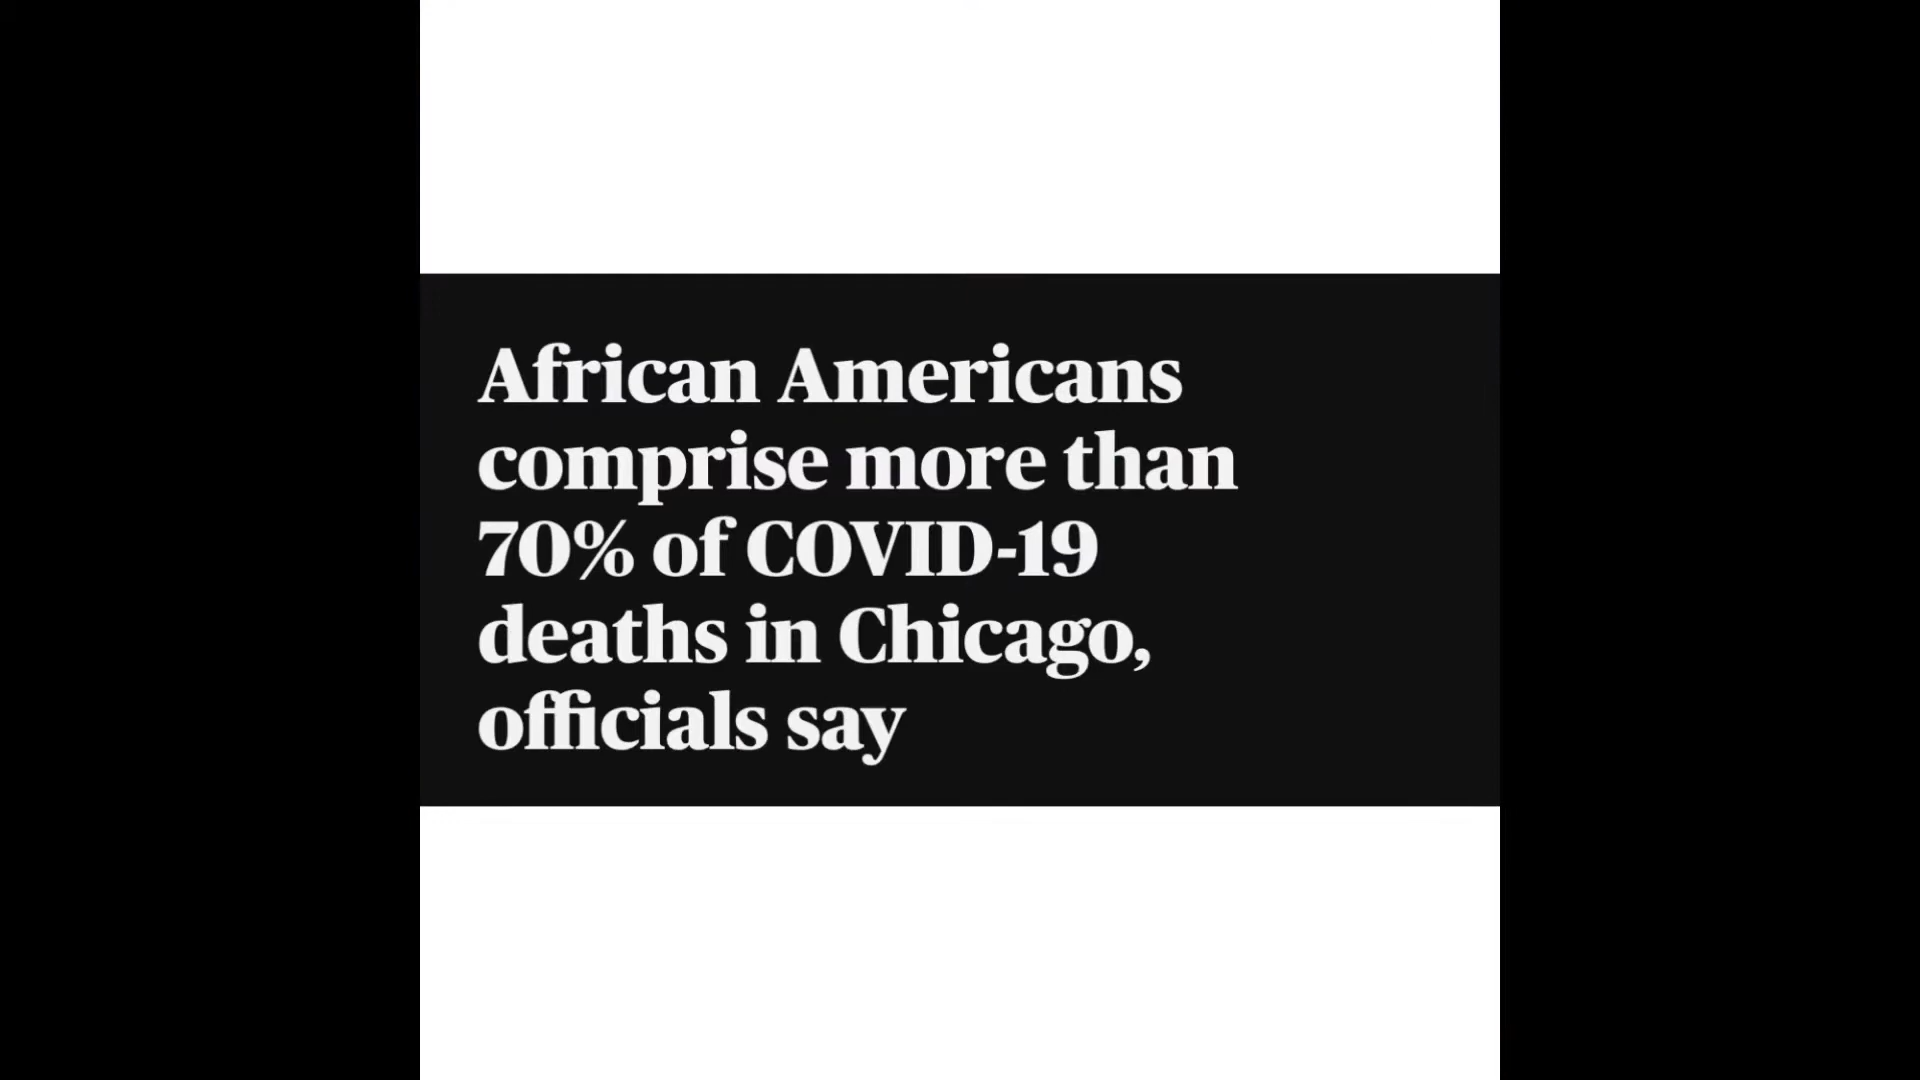 African Americans
comprise more than
70% of COVID-19
deaths in Chicago,
officials say